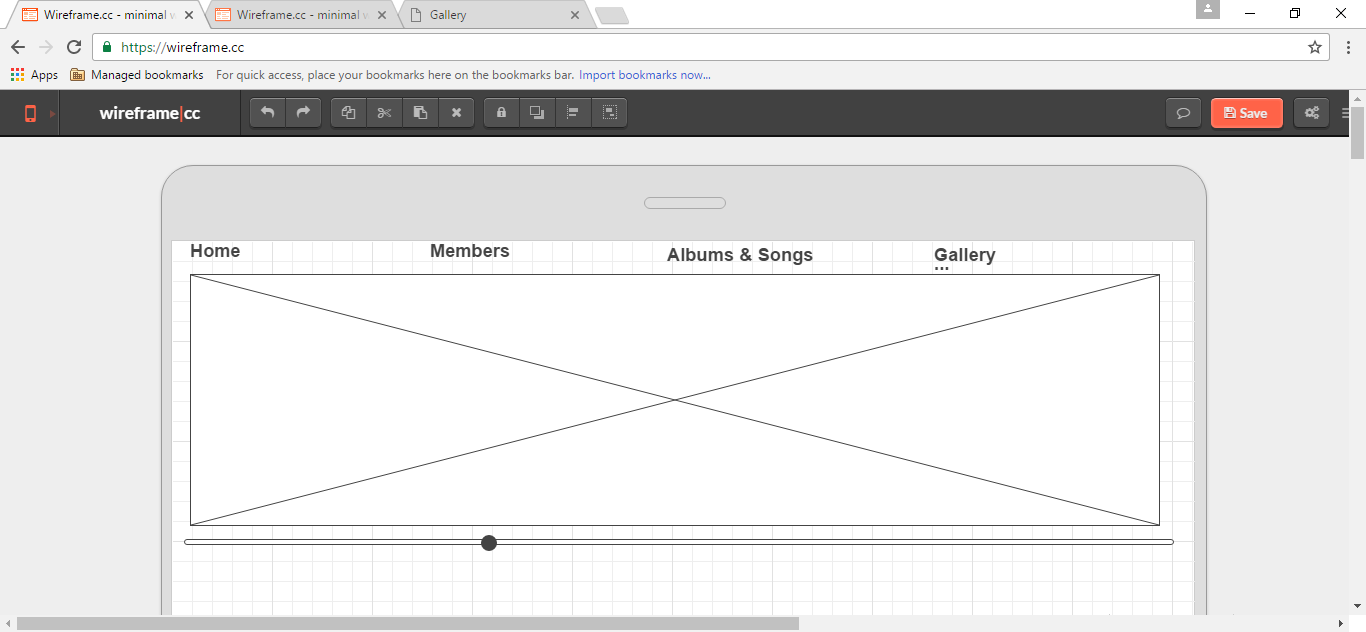 Wireframe.cc - minimal w
Wireframe.cc - minimal w
Gallery
https://wireframe.cc
Apps
Managed bookmarks
For quick access, place your bookmarks here on the bookmarks bar. Import bookmarks now...
wireframe|cc
Save
Home
Members
Albums & Songs
Gallery
...